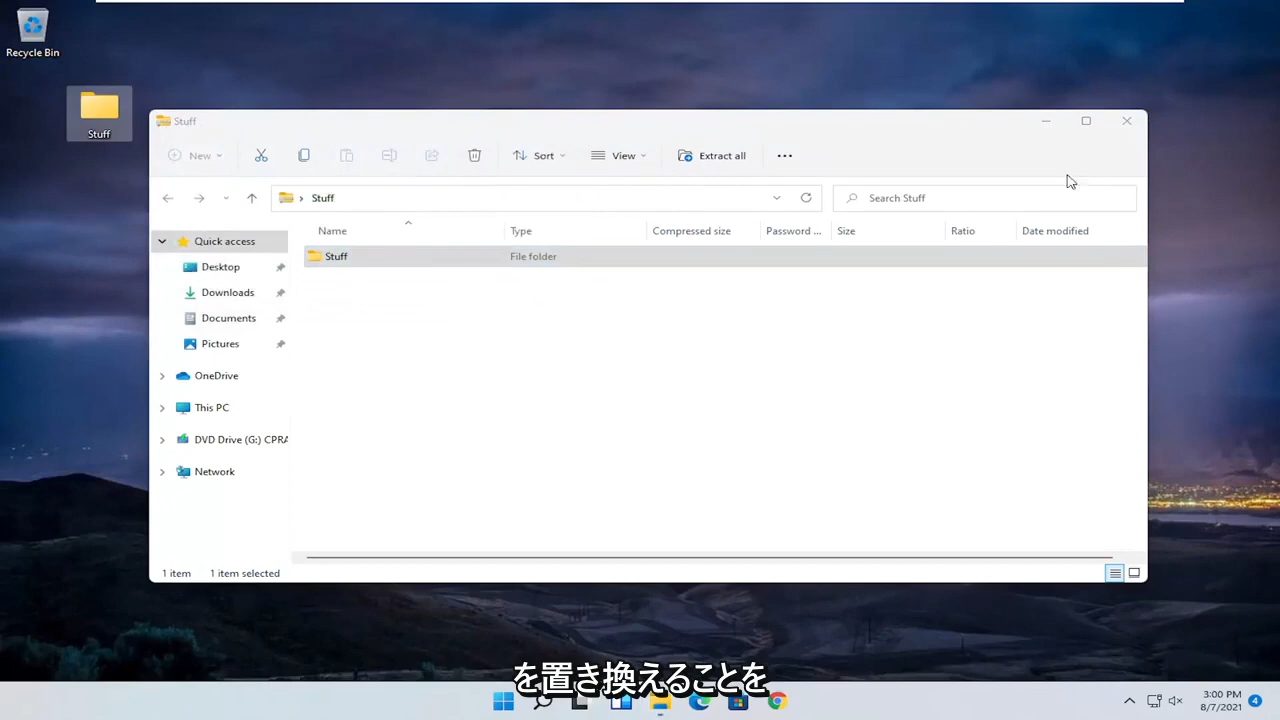 Recycle Bin
Stuff
Stuff
New
Sort
View
Extract all
Stuff
Search Stuff
Name
Type
Compressed size
Password ...
Size
Ratio
Date modified
Quick access
Stuff
File folder
Desktop
Downloads
Documents
Pictures
OneDrive
This PC
DVD Drive (G:) CPRA
Network
1 item
1 item selected
を置き換えることを
3:00 PM
8/7/2021
4